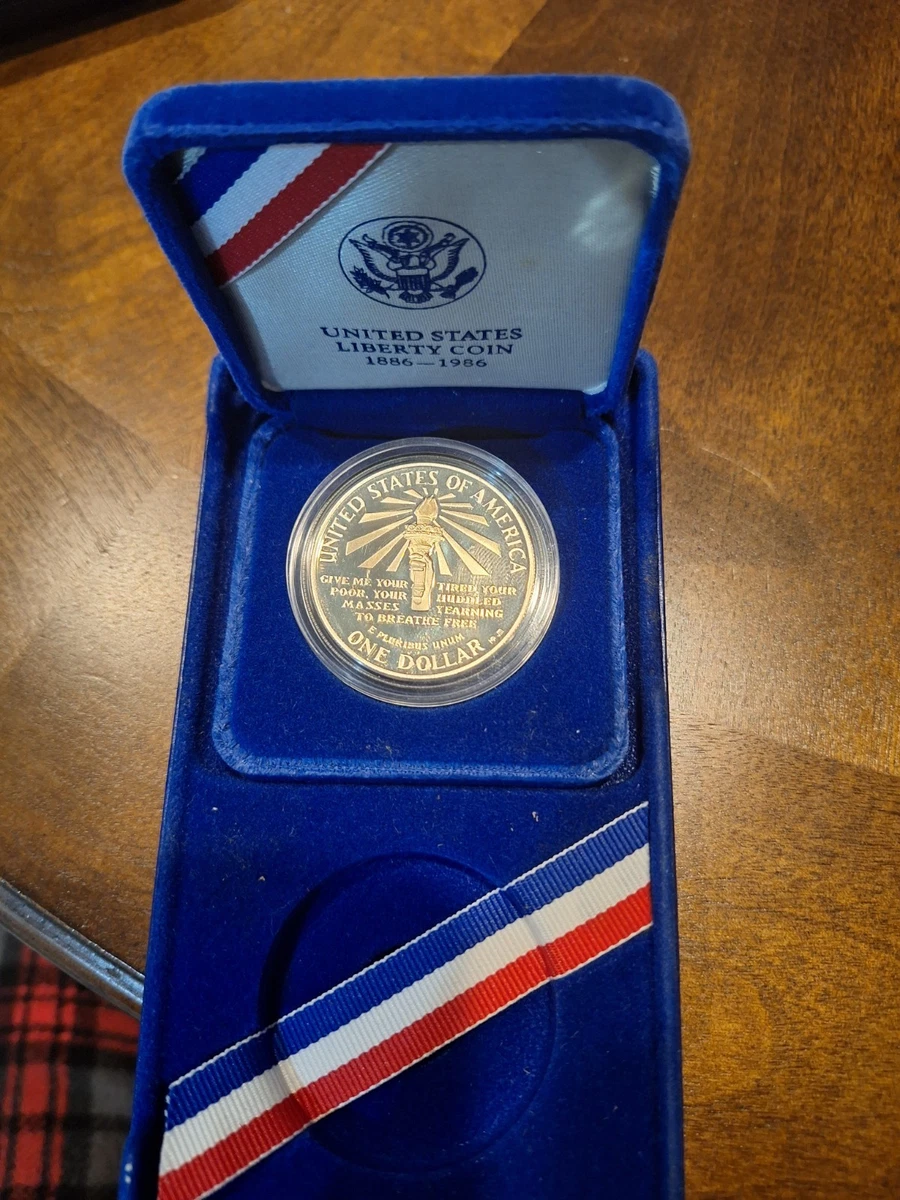 UNITED STATES
LIBERTY COIN
1886—1986
UNITED STATES OF AMERICA
GIVE ME YOUR TIRED, YOUR
POOR, YOUR HUDDLED
MASSES YEARNING
TO BREATHE FREE
E PLURIBUS UNUM
ONE DOLLAR